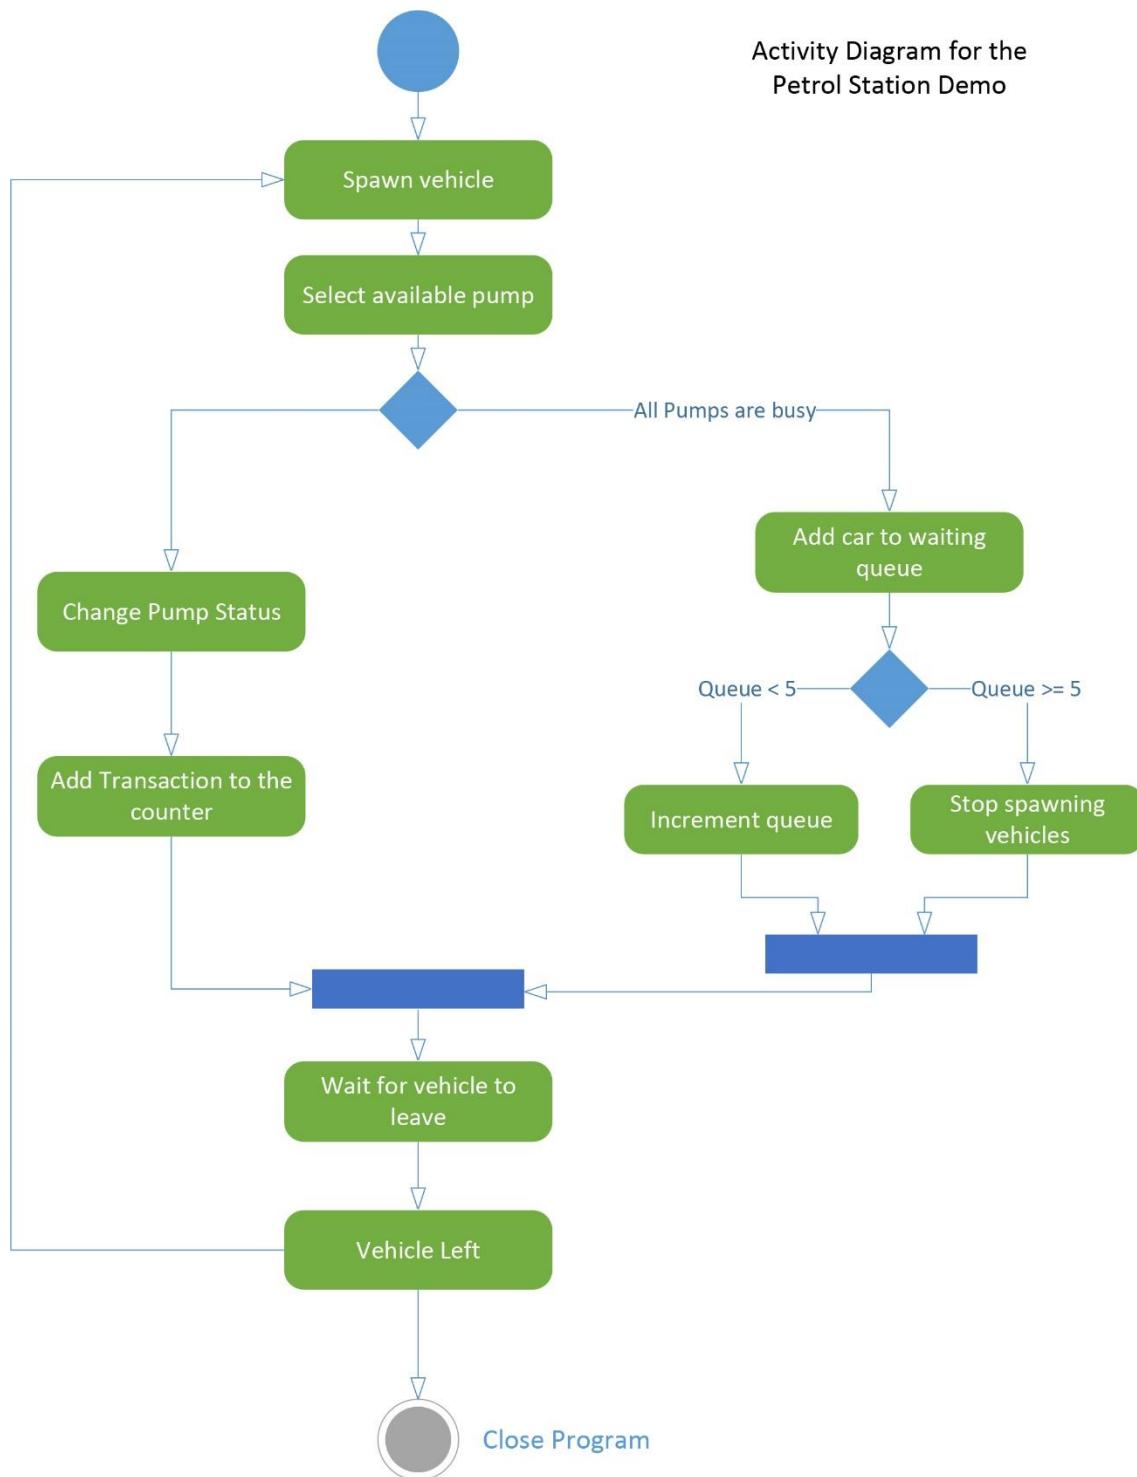 Activity Diagram for the
Petrol Station Demo
Spawn vehicle
Select available pump
All Pumps are busy
Add car to waiting
queue
Change Pump Status
Queue < 5
Queue >= 5
Add Transaction to the
counter
Increment queue
Stop spawning
vehicles
Wait for vehicle to
leave
Vehicle Left
Close Program